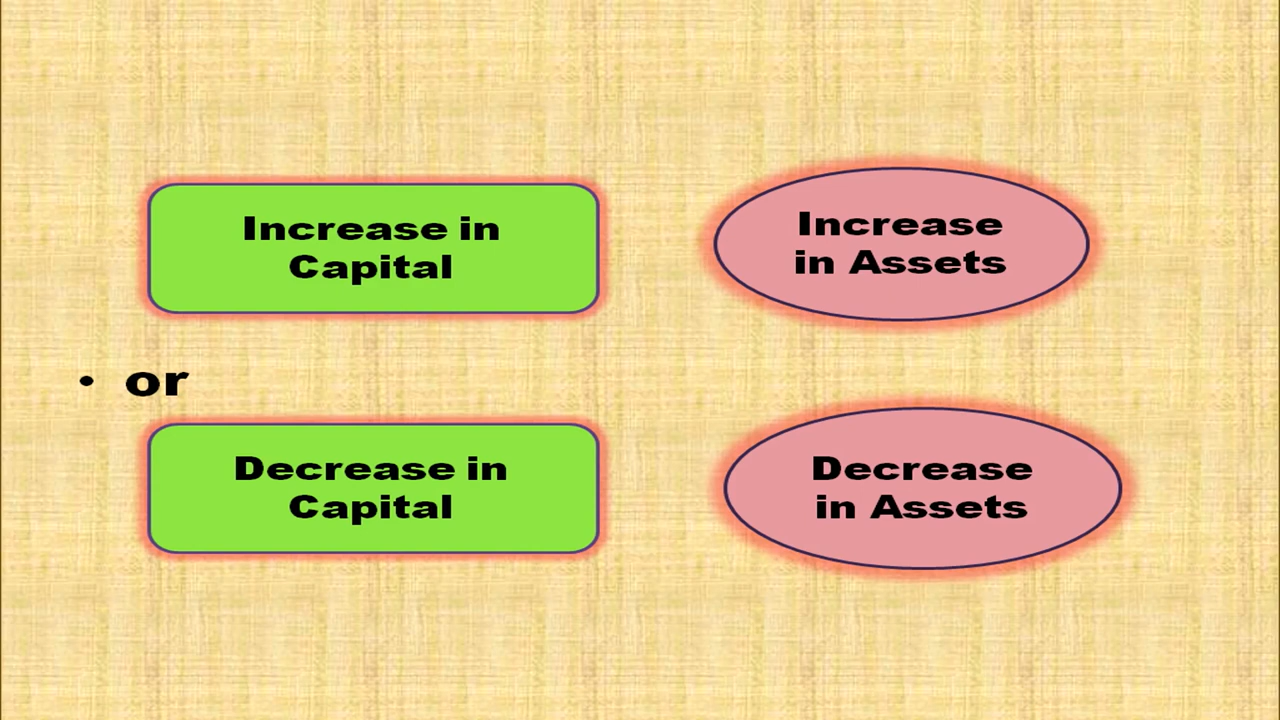 Increase in
Capital
Increase
in Assets
• or
Decrease in
Capital
Decrease
in Assets